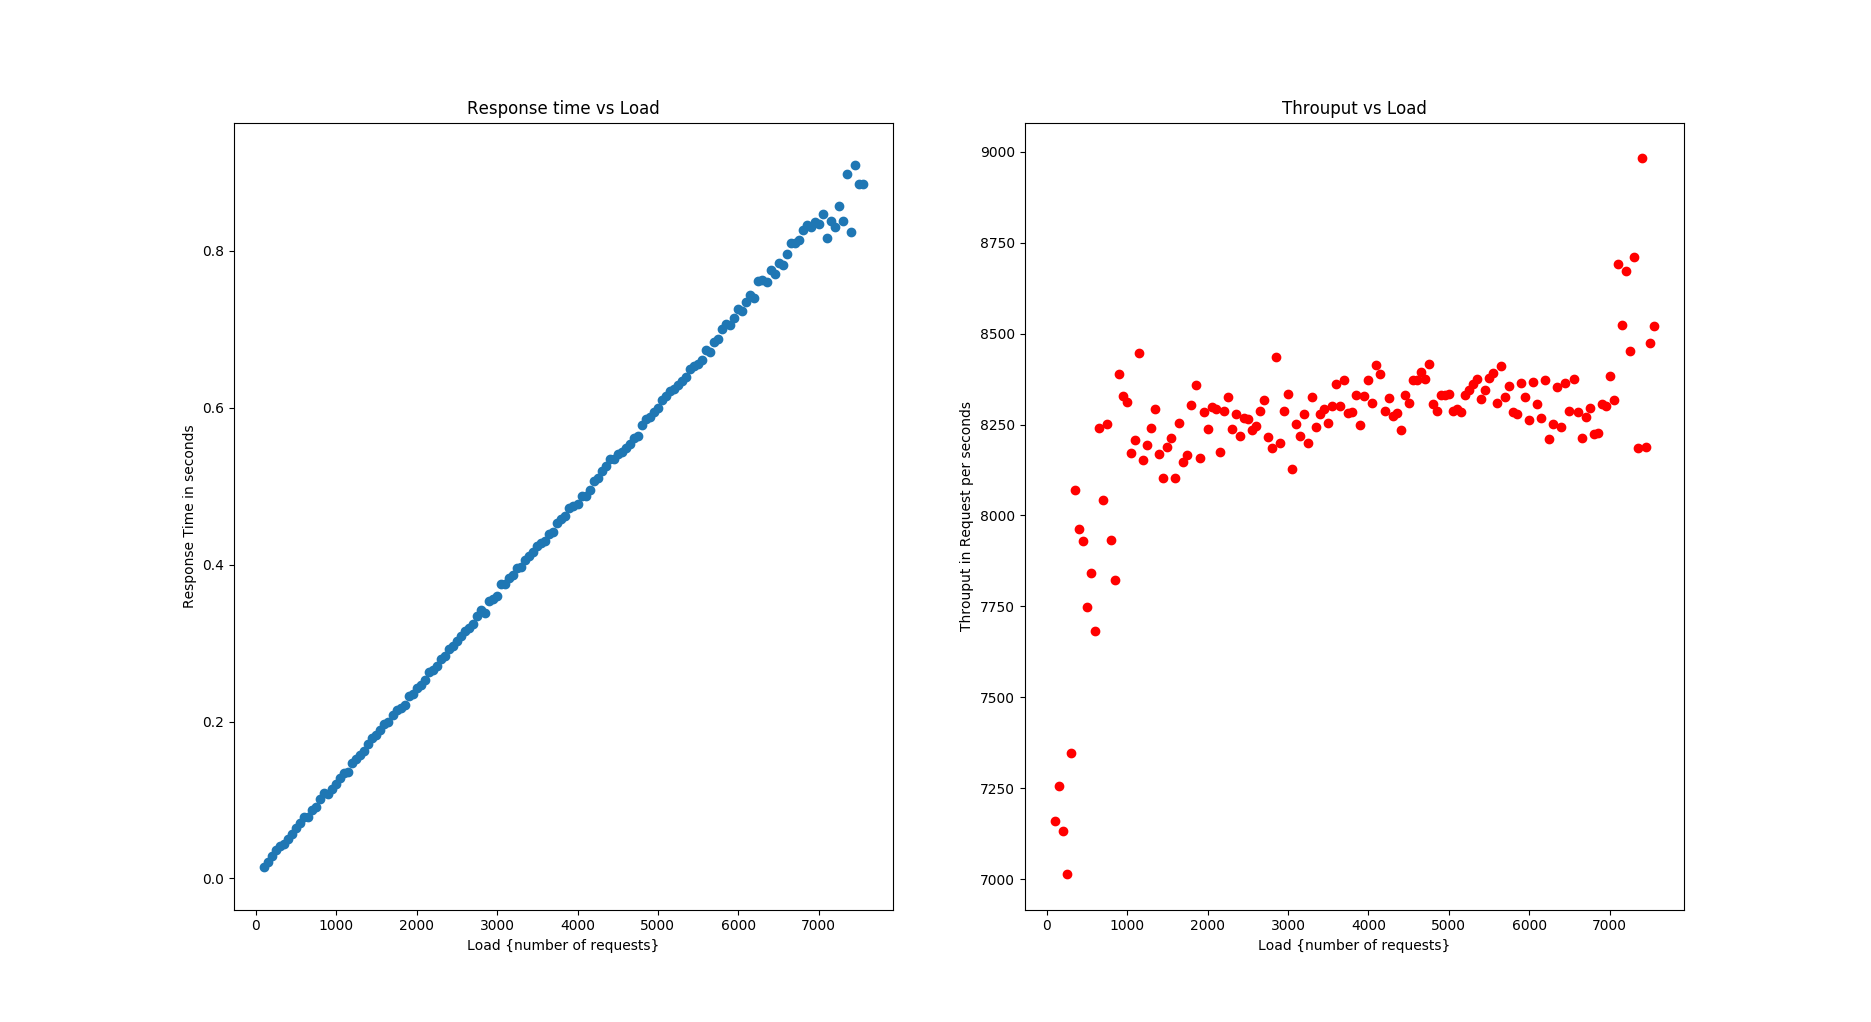 Response time vs Load
Response Time in seconds
0.8
0.6
0.4
0.2
0.0
0 1000 2000 3000 4000 5000 6000 7000
Load {number of requests}
Throuput vs Load
Throuput in Request per seconds
9000
8750
8500
8250
8000
7750
7500
7250
7000
0 1000 2000 3000 4000 5000 6000 7000
Load {number of requests}